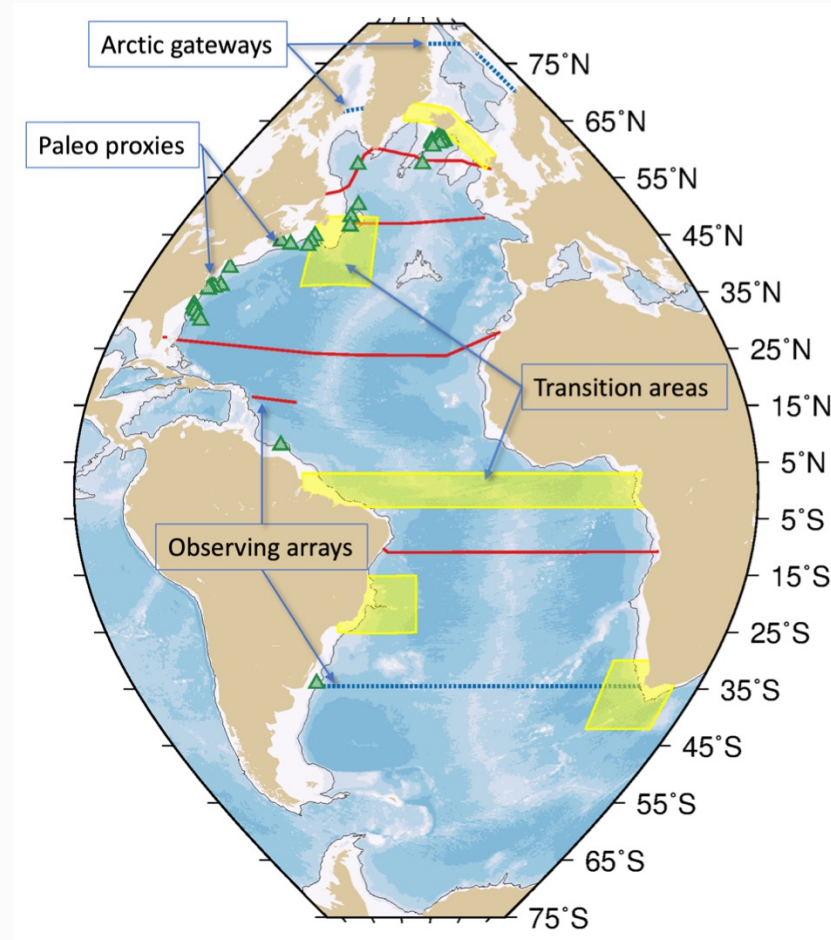 Arctic gateways
75˚N
65˚N
Paleo proxies
55˚N
45˚N
35˚N
25˚N
Transition areas
15˚N
5˚N
5˚S
Observing arrays
15˚S
25˚S
35˚S
45˚S
55˚S
65˚S
75˚S